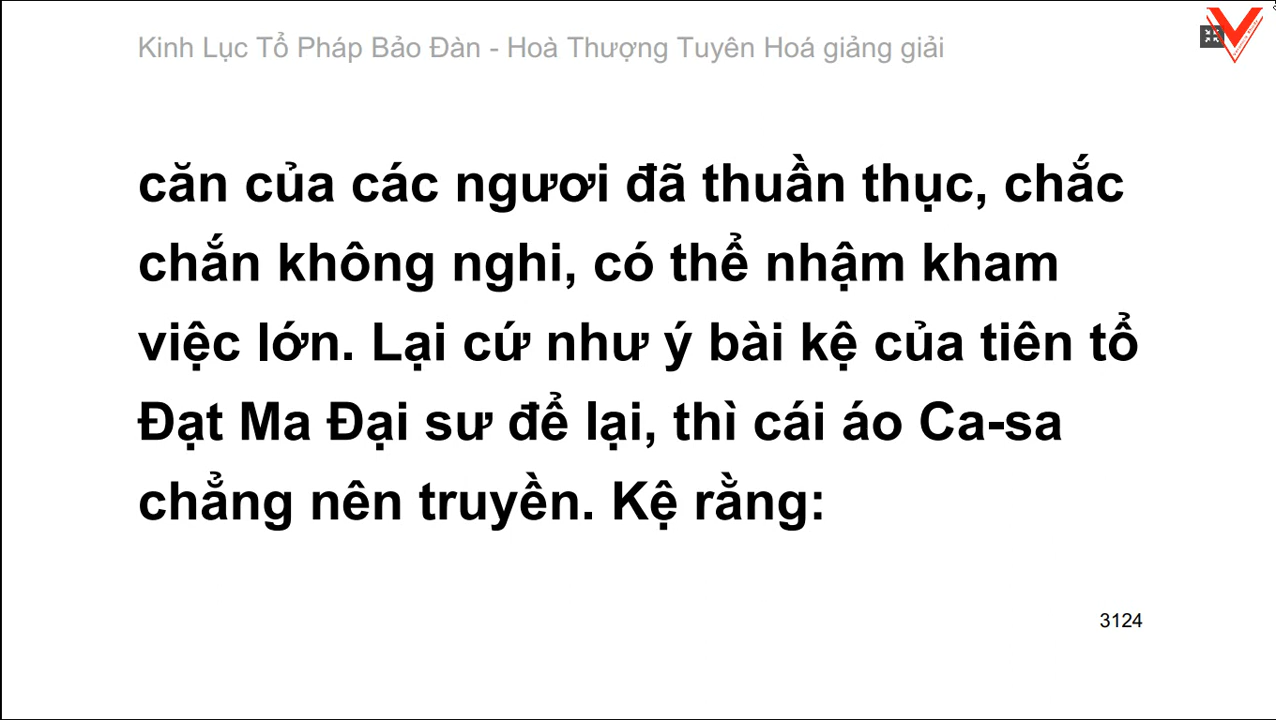 Kinh Lục Tổ Pháp Bảo Đàn - Hoà Thượng Tuyên Hoá giảng giải
căn của các ngươi đã thuần thục, chắc
chắn không nghi, có thể nhậm kham
việc lớn. Lại cứ như ý bài kệ của tiên tổ
Đạt Ma Đại sư để lại, thì cái áo Ca-sa
chẳng nên truyền. Kệ rằng:
3124